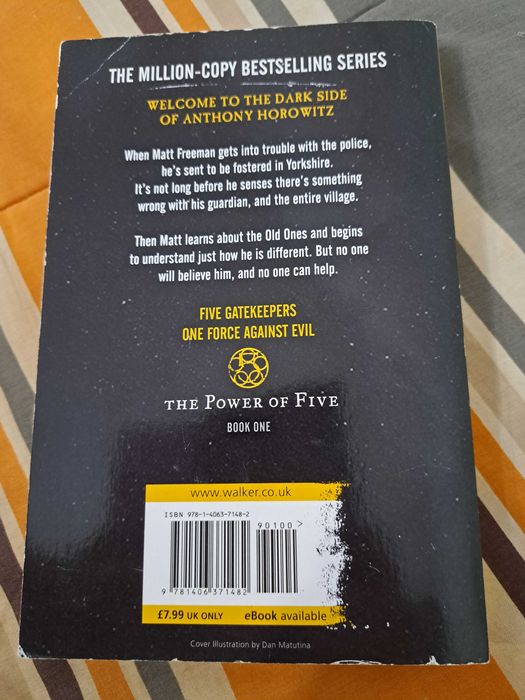 THE MILLION-COPY BESTSELLING SERIES
WELCOME TO THE DARK SIDE
OF ANTHONY HOROWITZ
When Matt Freeman gets into trouble with the police,
he's sent to be fostered in Yorkshire.
It's not long before he senses there's something
wrong with his guardian, and the entire village.
Then Matt learns about the Old Ones and begins
to understand just how he is different. But no one
will believe him, and no one can help.
FIVE GATEKEEPERS
ONE FORCE AGAINST EVIL
THE POWER OF FIVE
BOOK ONE
www.walker.co.uk
ISBN 978-1-4063-7148-2
90100>
9 781406 371482
£7.99 UK ONLY eBook available
Cover Illustration by Dan Matutina